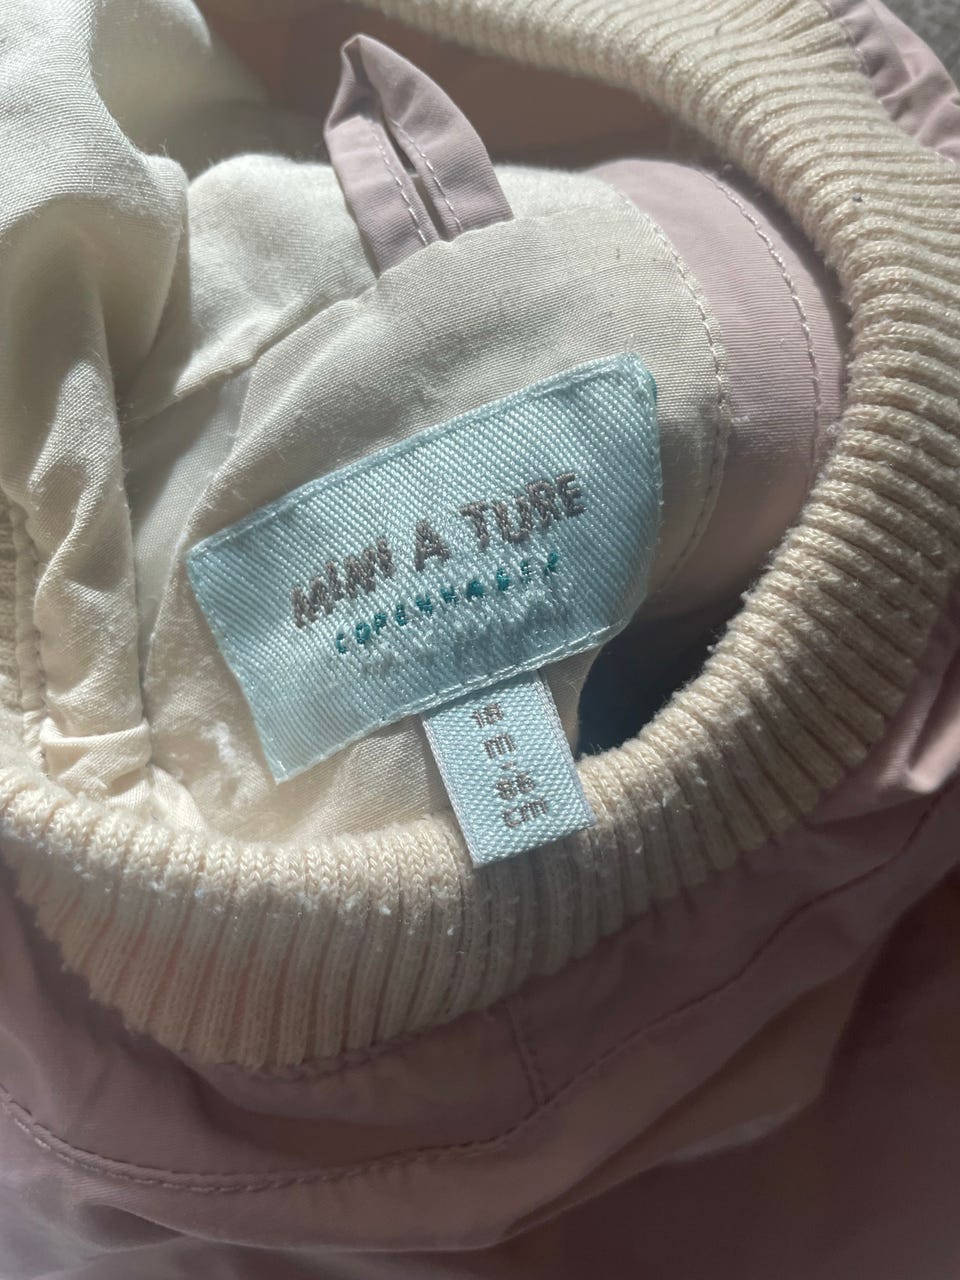 MINI A TURE
COPENHAGEN
18 m. 86 cm